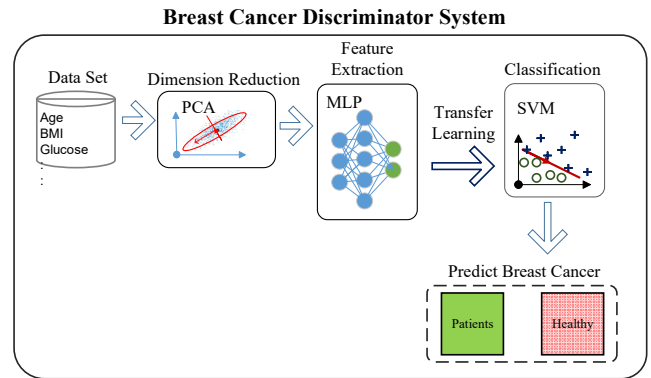 Breast Cancer Discriminator System
Data Set
Age
BMI
Glucose
Dimension Reduction
PCA
Feature
Extraction
MLP
Transfer
Learning
Classification
SVM
Predict Breast Cancer
Patients
Healthy